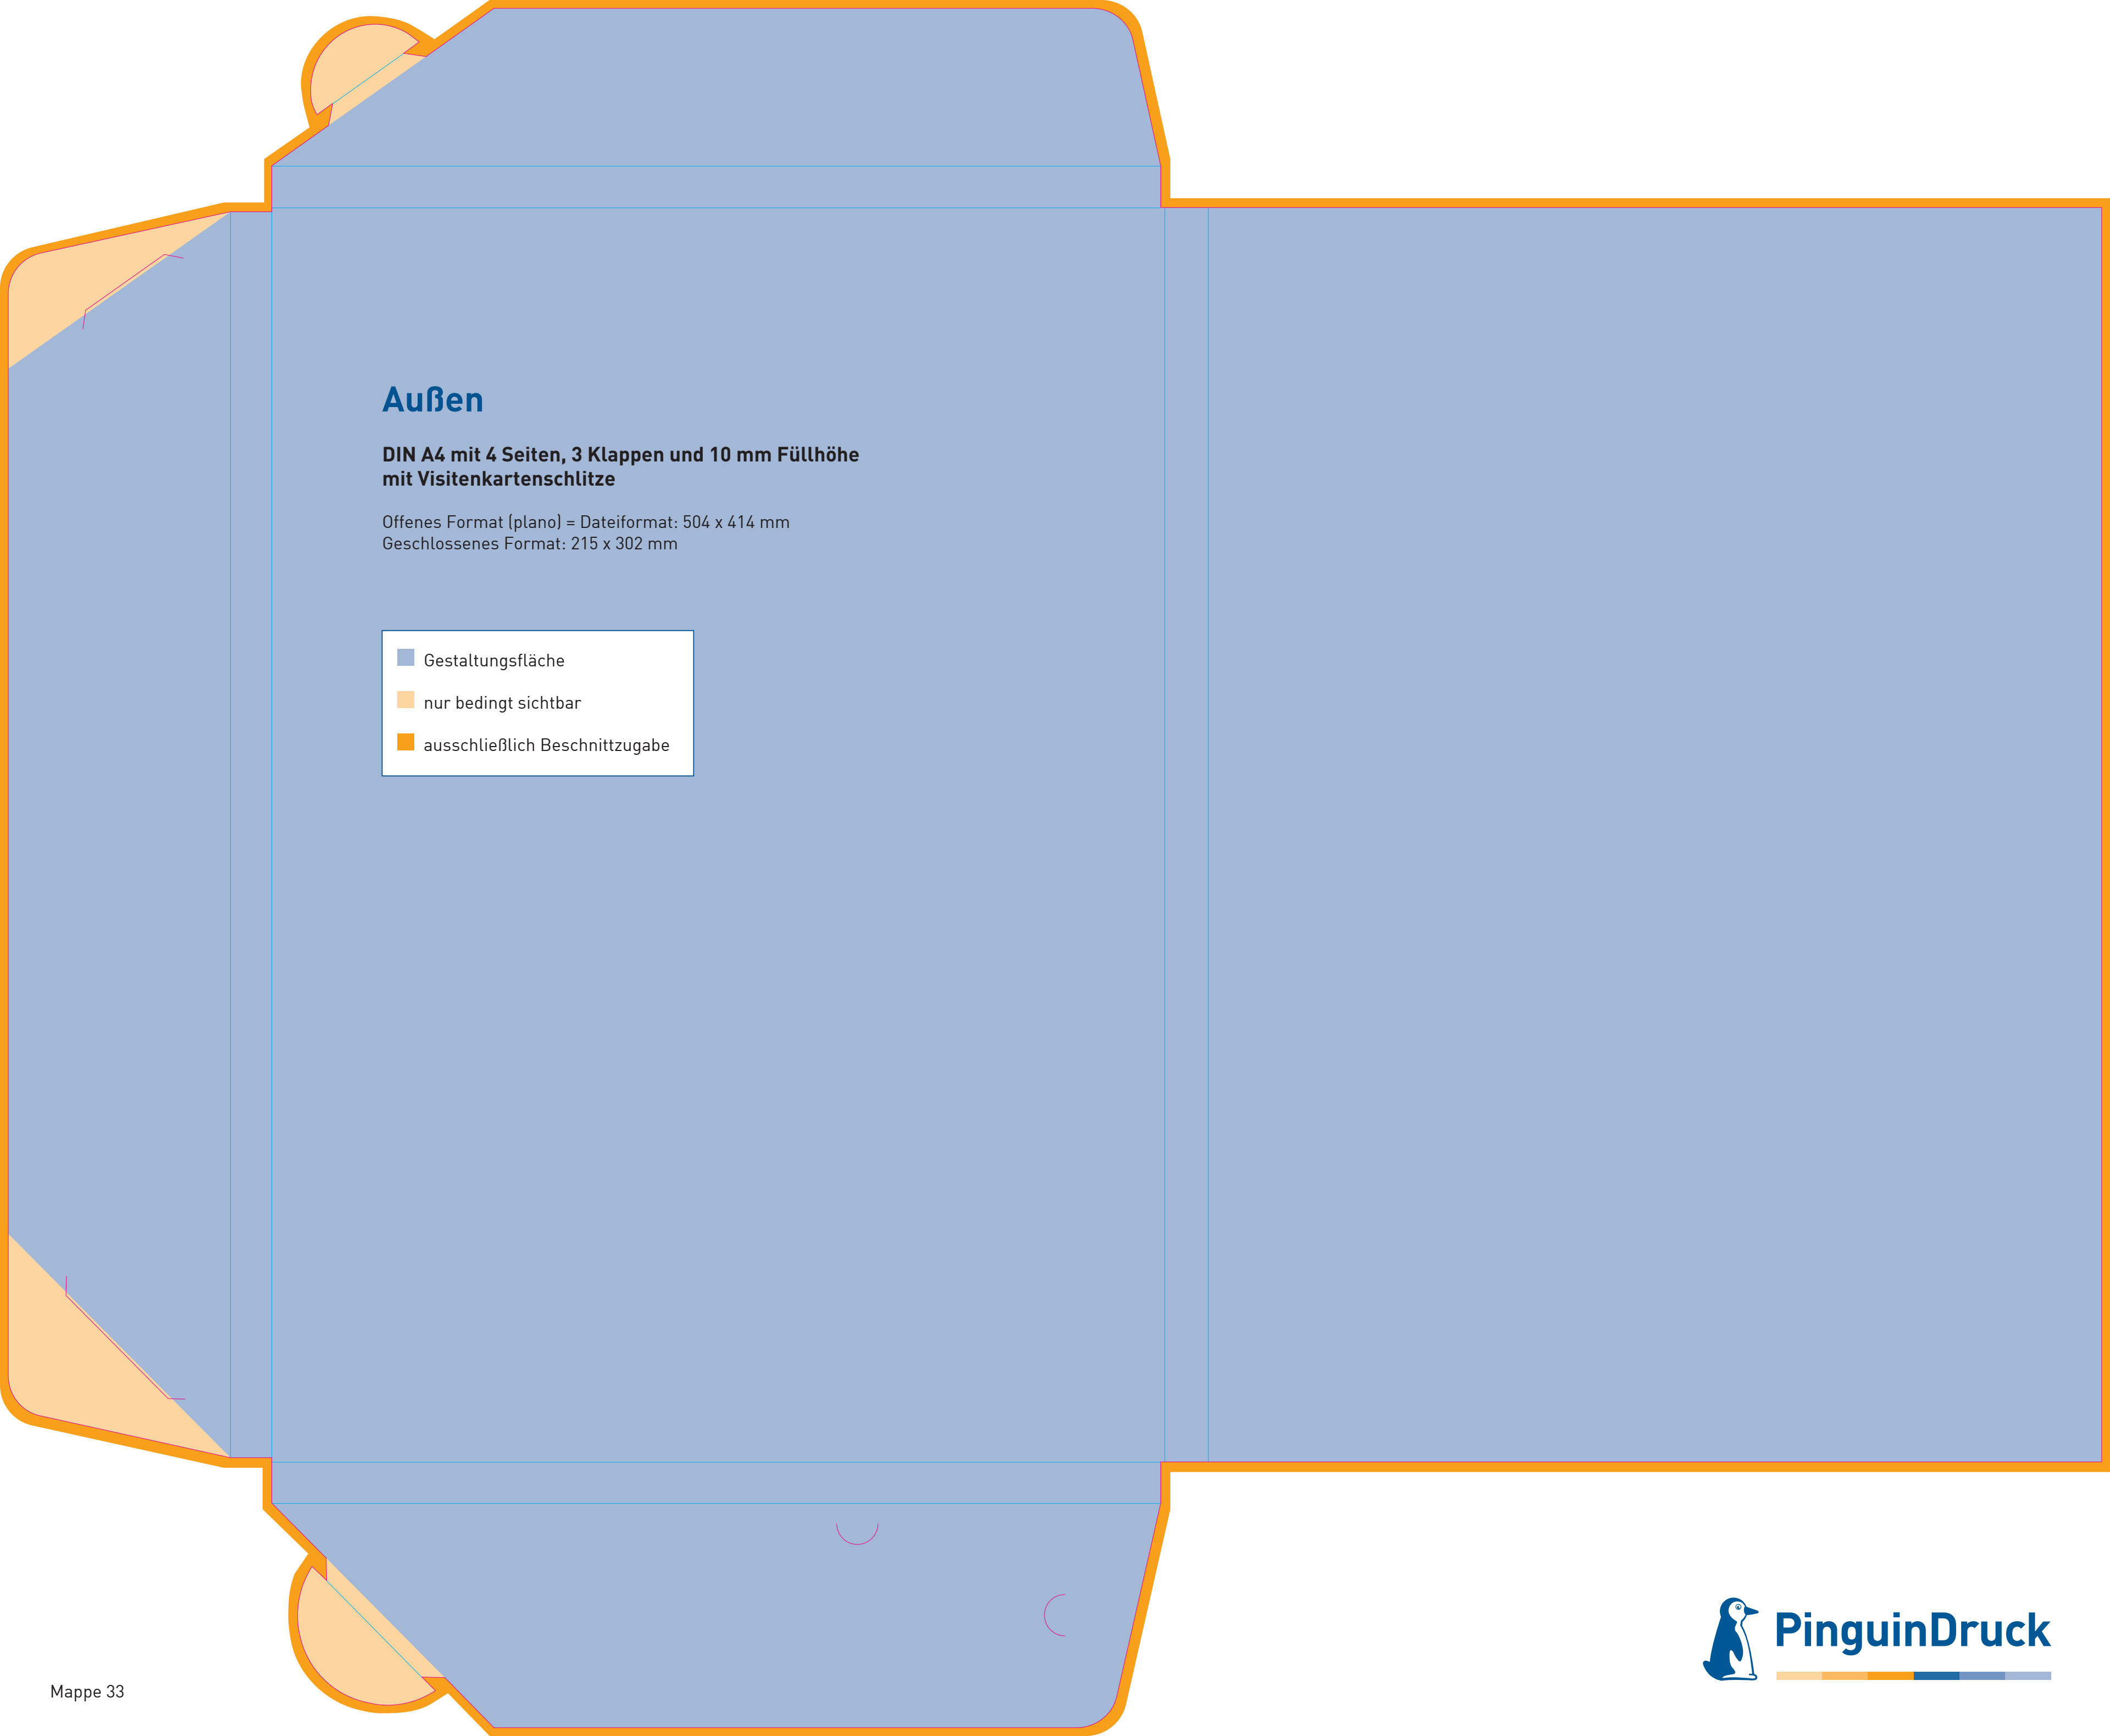 Außen
DIN A4 mit 4 Seiten, 3 Klappen und 10 mm Füllhöhe
mit Visitenkartenschlitze
Offenes Format (plano) = Dateiformat: 504 x 414 mm
Geschlossenes Format: 215 x 302 mm
Gestaltungsfläche
nur bedingt sichtbar
ausschließlich Beschnittzugabe
PinguinDruck
Mappe 33